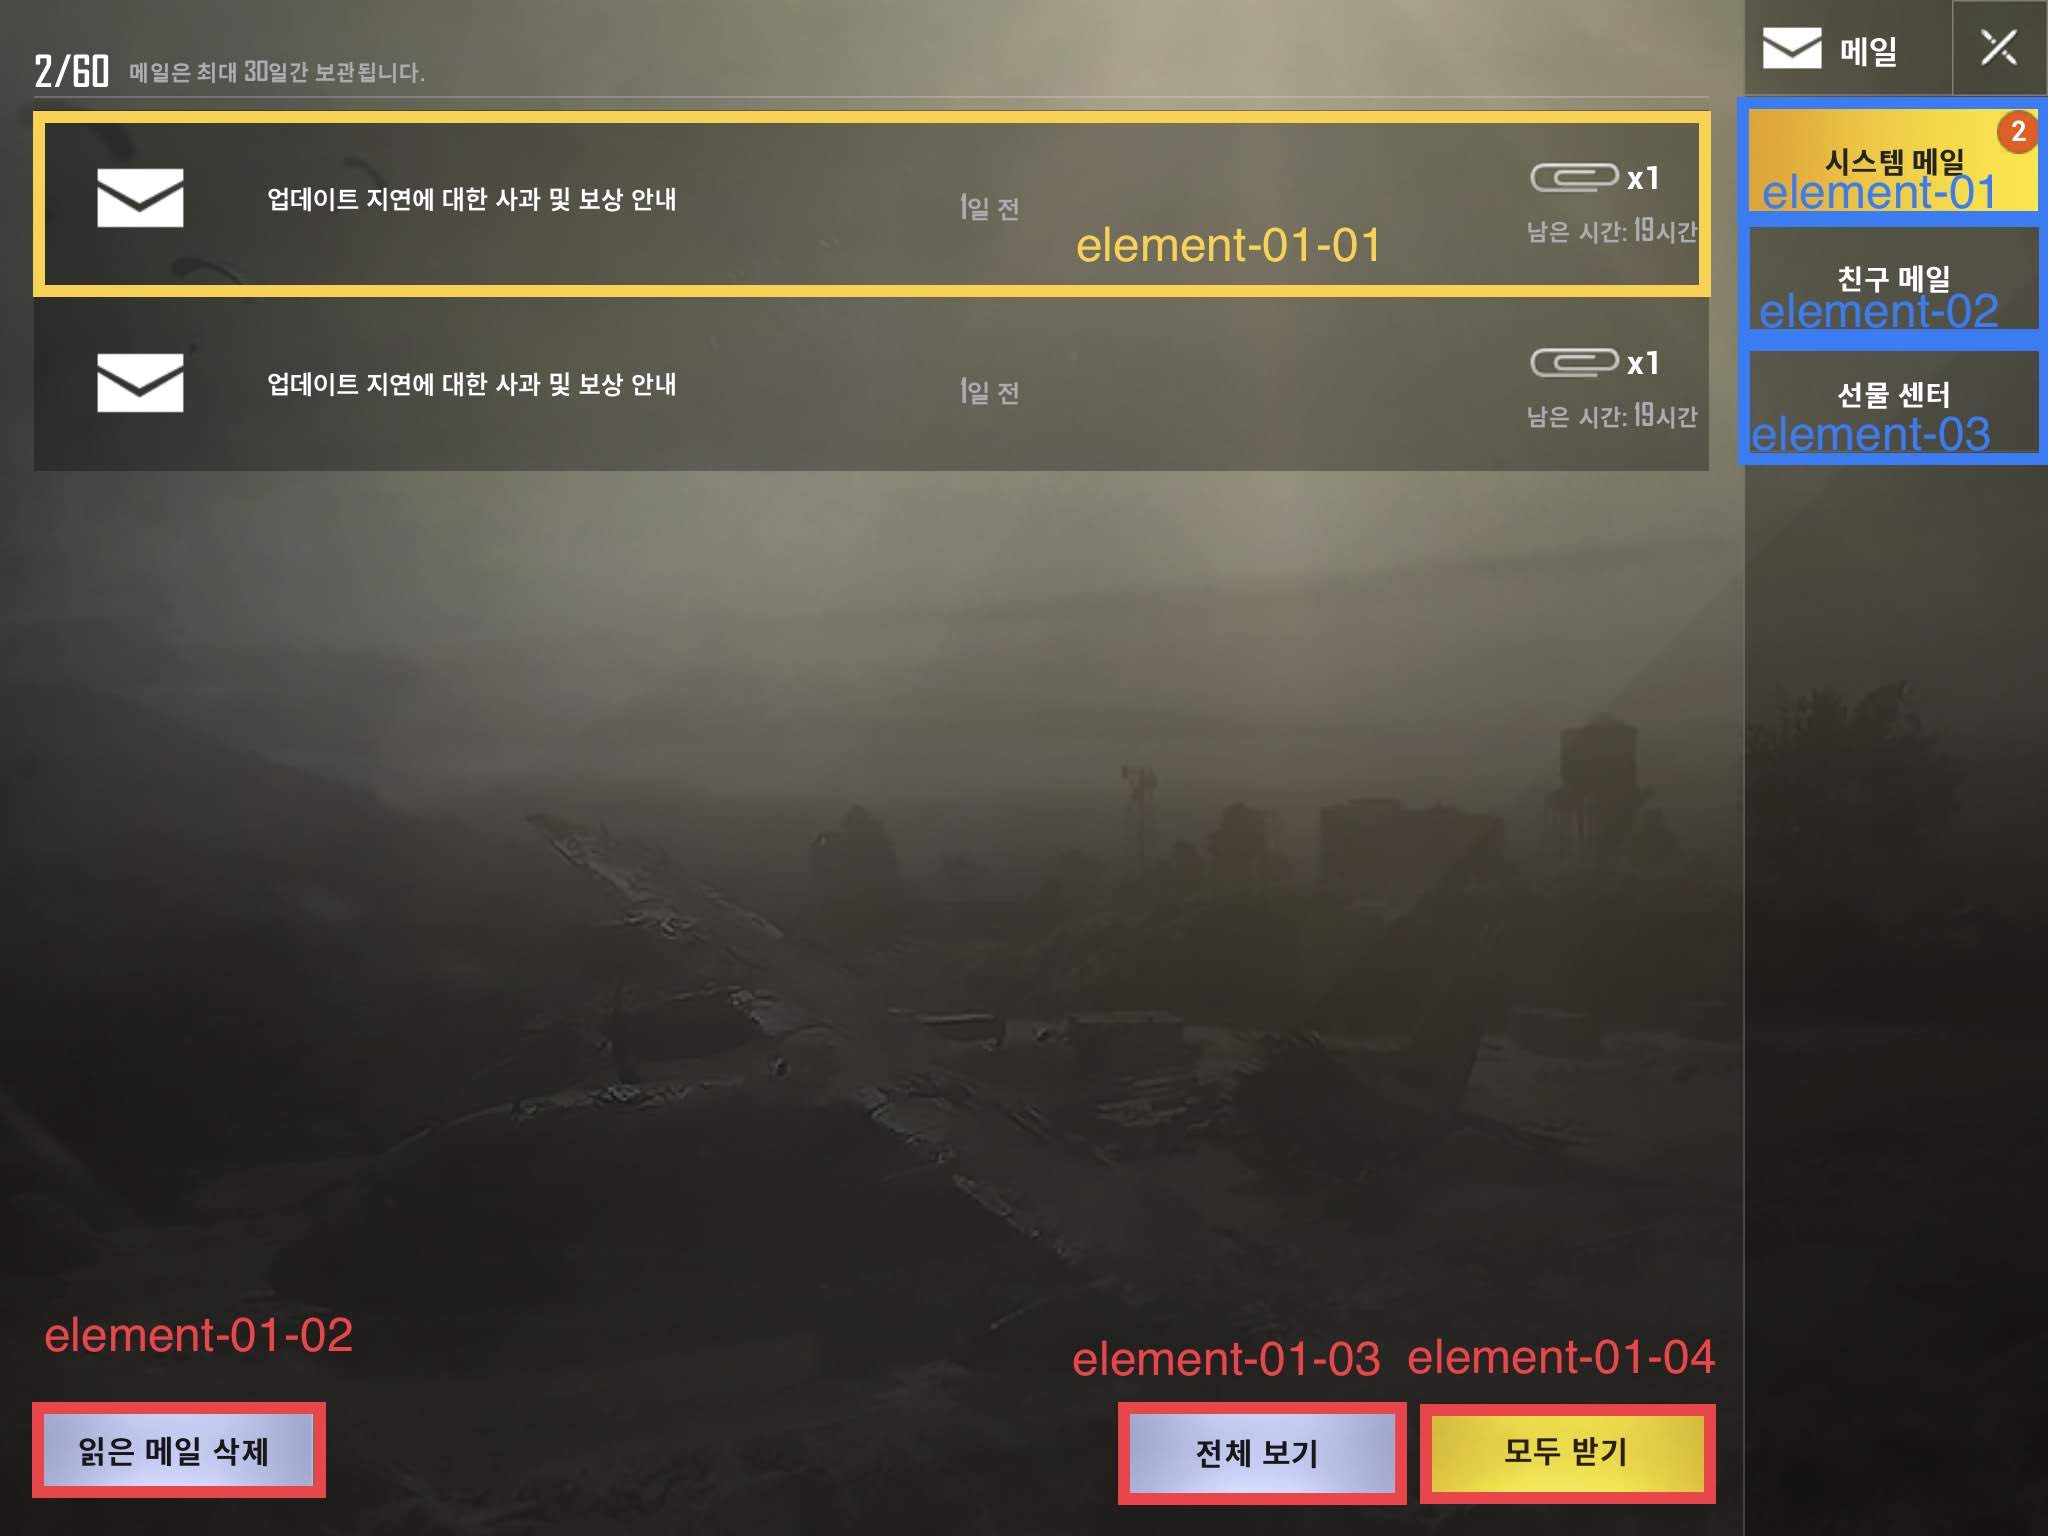 2/60 메일은 최대 30일간 보관됩니다.
메일
업데이트 지연에 대한 사과 및 보상 안내
1일 전
x1
남은 시간: 19시간
element-01-01
업데이트 지연에 대한 사과 및 보상 안내
1일 전
x1
남은 시간: 19시간
시스템 메일
2
element-01
친구 메일
element-02
선물 센터
element-03
element-01-02
element-01-03
element-01-04
읽은 메일 삭제
전체 보기
모두 받기